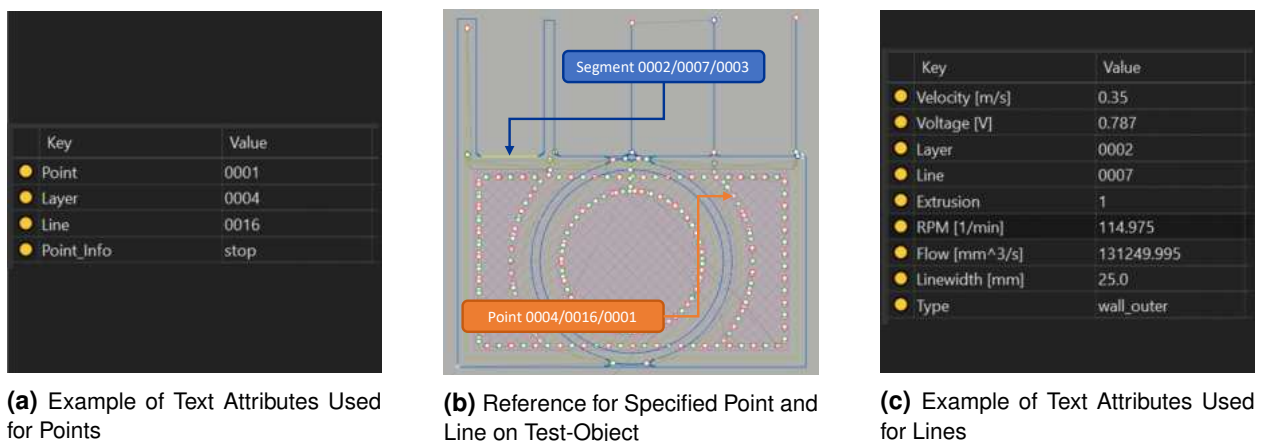 Key Value
Point 0001
Layer 0004
Line 0016
Point_Info stop
Segment 0002/0007/0003
Point 0004/0016/0001
Key Value
Velocity [m/s] 0.35
Voltage [V] 0.787
Layer 0002
Line 0007
Extrusion 1
RPM [1/min] 114.975
Flow [mm^3/s] 131249.995
Linewidth [mm] 25.0
Type wall_outer
(a) Example of Text Attributes Used
for Points
(b) Reference for Specified Point and
Line on Test-Object
(c) Example of Text Attributes Used
for Lines